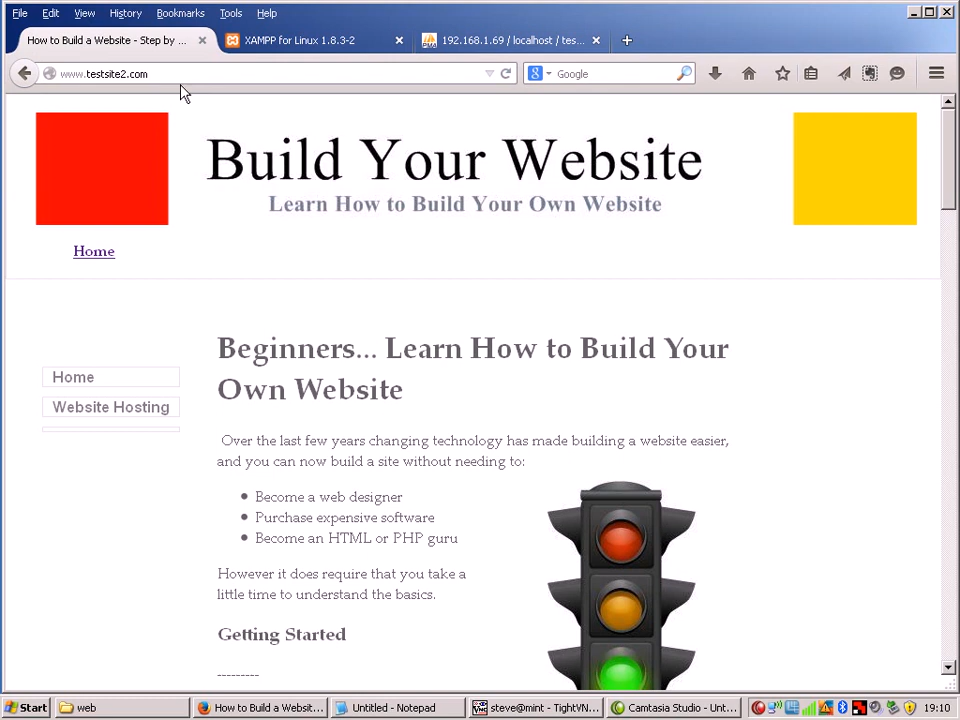 File Edit View History Bookmarks Tools Help
How to Build a Website - Step by ... XAMPP for Linux 1.8.3-2 192.168.1.69 / localhost / tes...
www.testsite2.com Google
Build Your Website
Learn How to Build Your Own Website
Home
Beginners... Learn How to Build Your
Own Website
Home
Website Hosting
Over the last few years changing technology has made building a website easier,
and you can now build a site without needing to:
Become a web designer
Purchase expensive software
Become an HTML or PHP guru
However it does require that you take a
little time to understand the basics.
Getting Started
---------
Start web How to Build a Websit... Untitled - Notepad steve@mint - TightVN... Camtasia Studio - Unt... 19:10